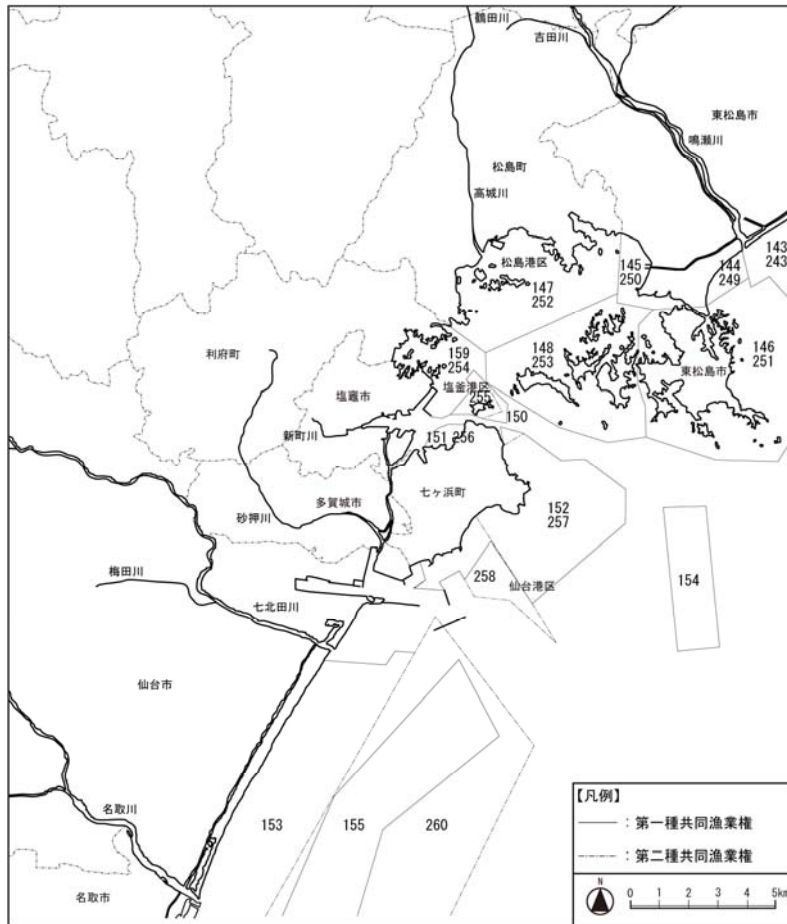 鶴田川
吉田川
東松島市
鳴瀬川
松島町
高城川
松島港区
147
252
145
250
144
249
143
243
利府町
159
254
148
253
146
251
東松島市
塩竈市
塩釜港区
255
150
新町川
151 256
多賀城市
七ヶ浜町
砂押川
152
257
梅田川
七北田川
258
仙台港区
154
仙台市
名取川
153
155
260
名取市
【凡例】
:第一種共同漁業権
:第二種共同漁業権
N
0 1 2 3 4 5km